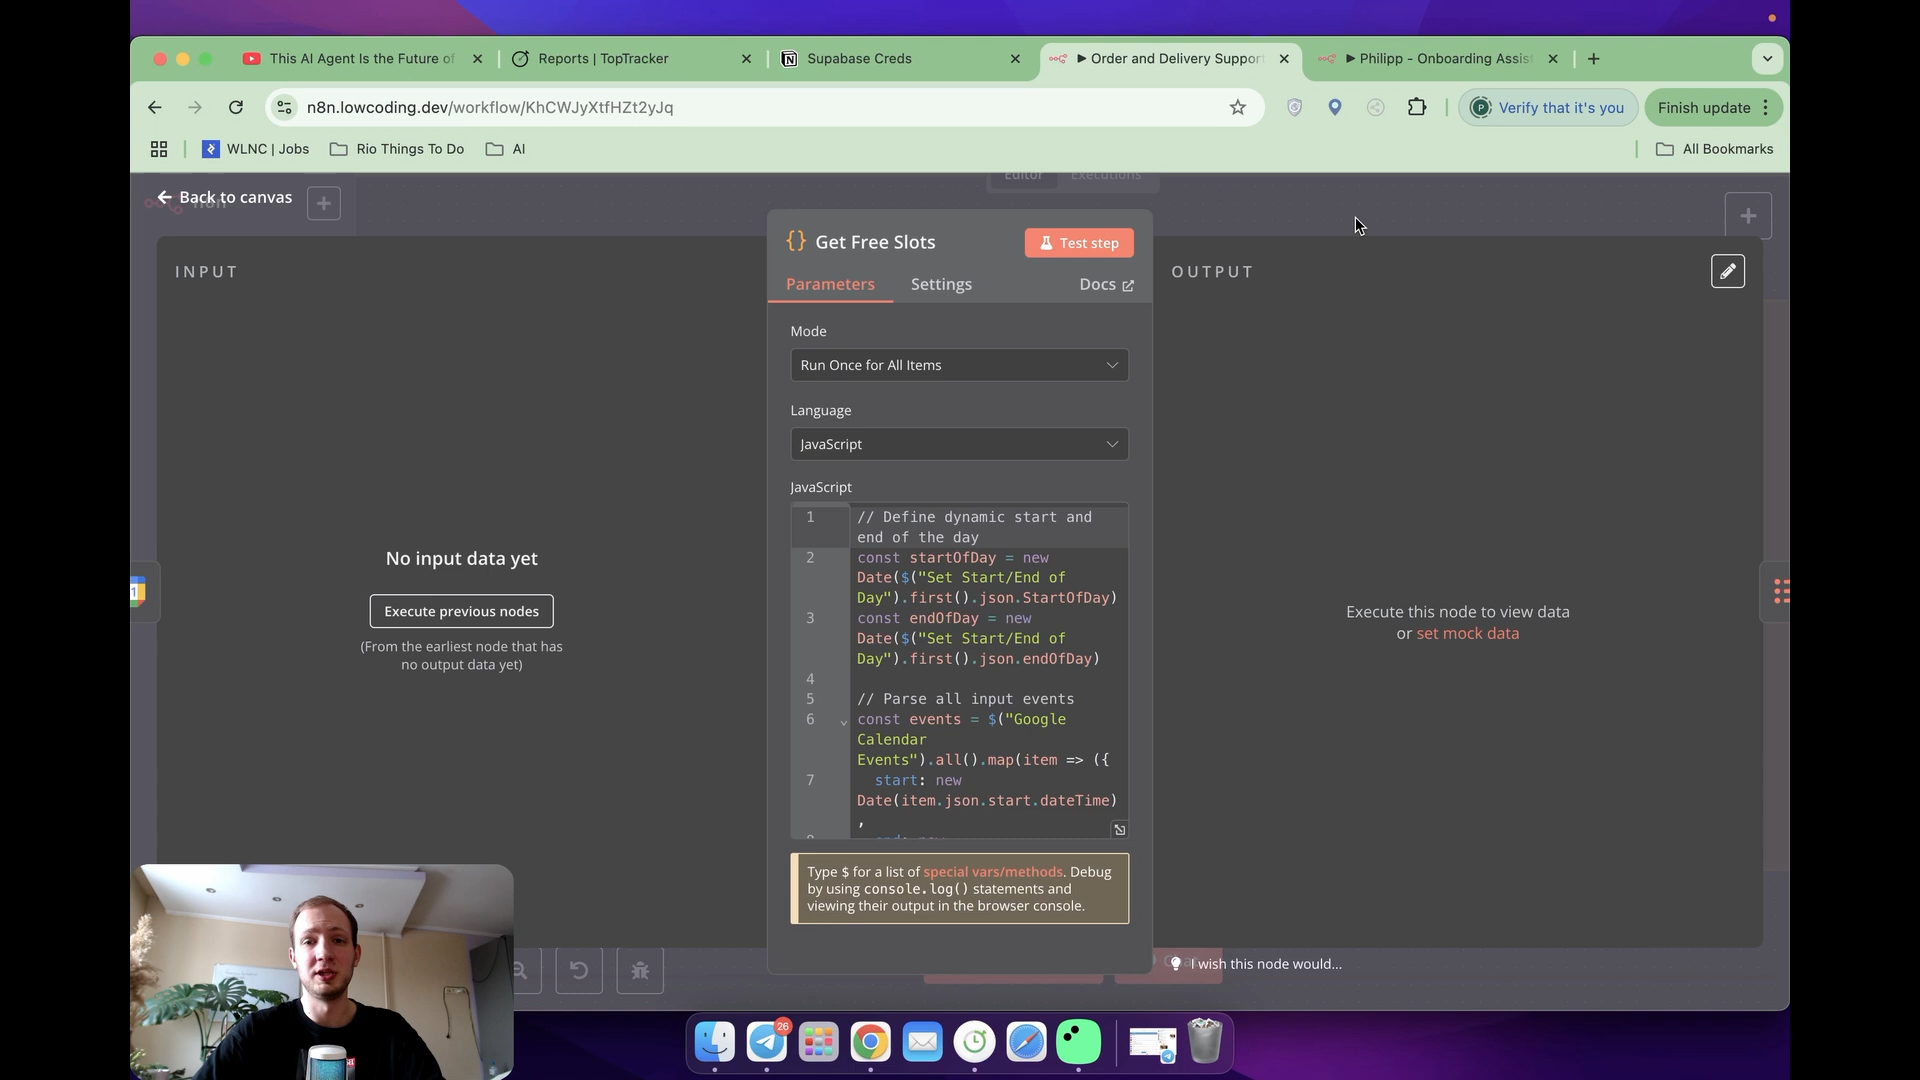 This AI Agent Is the Future of
Reports | TopTracker
Supabase Creds
▶ Order and Delivery Support
▶ Philipp - Onboarding Assist
n8n.lowcoding.dev/workflow/KhCWJyXtfHZt2yJq
Verify that it's you
Finish update
WLNC | Jobs
Rio Things To Do
AI
All Bookmarks
Editor
Executions
Back to canvas
Get Free Slots
Test step
INPUT
OUTPUT
Parameters
Settings
Docs
Mode
Run Once for All Items
Language
JavaScript
JavaScript
1 // Define dynamic start and
end of the day
2 const startOfDay = new
Date($("Set Start/End of
Day").first().json.StartOfDay)
3 const endOfDay = new
Date($("Set Start/End of
Day").first().json.endOfDay)
4
5 // Parse all input events
6 const events = $("Google
Calendar
Events").all().map(item => ({
7 start: new
Date(item.json.start.dateTime)
,
No input data yet
Execute previous nodes
(From the earliest node that has
no output data yet)
Execute this node to view data
or set mock data
Type $ for a list of special vars/methods. Debug
by using console.log() statements and
viewing their output in the browser console.
I wish this node would...
26